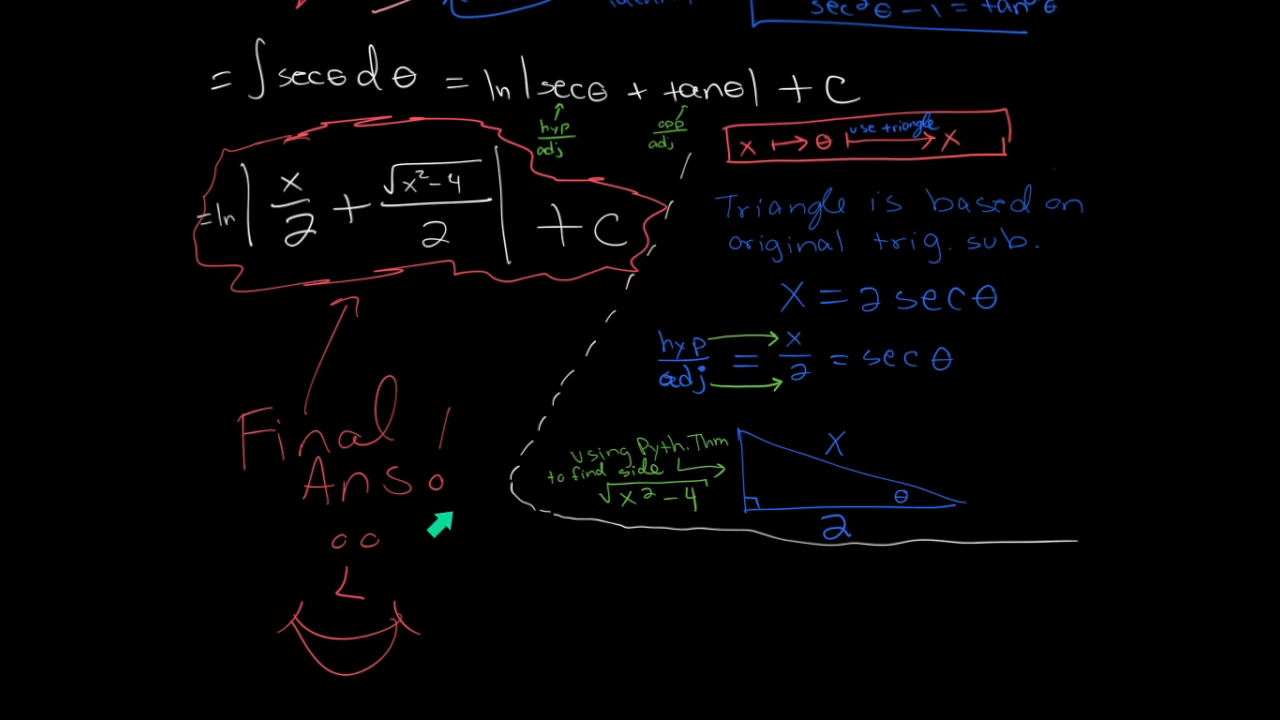 sec²θ - 1 = tan²θ
= ∫ secθ dθ = ln |secθ + tanθ| + C
hyp/adj opp/adj
x ↦ θ use triangle ↦ x
= ln | x/2 + √(x²-4)/2 | + C
Triangle is based on
original trig. sub.
x = 2 secθ
hyp/adj = x/2 = sec θ
Final
Ans!
using Pyth. Thm
to find side
√(x²-4)
x
θ
2